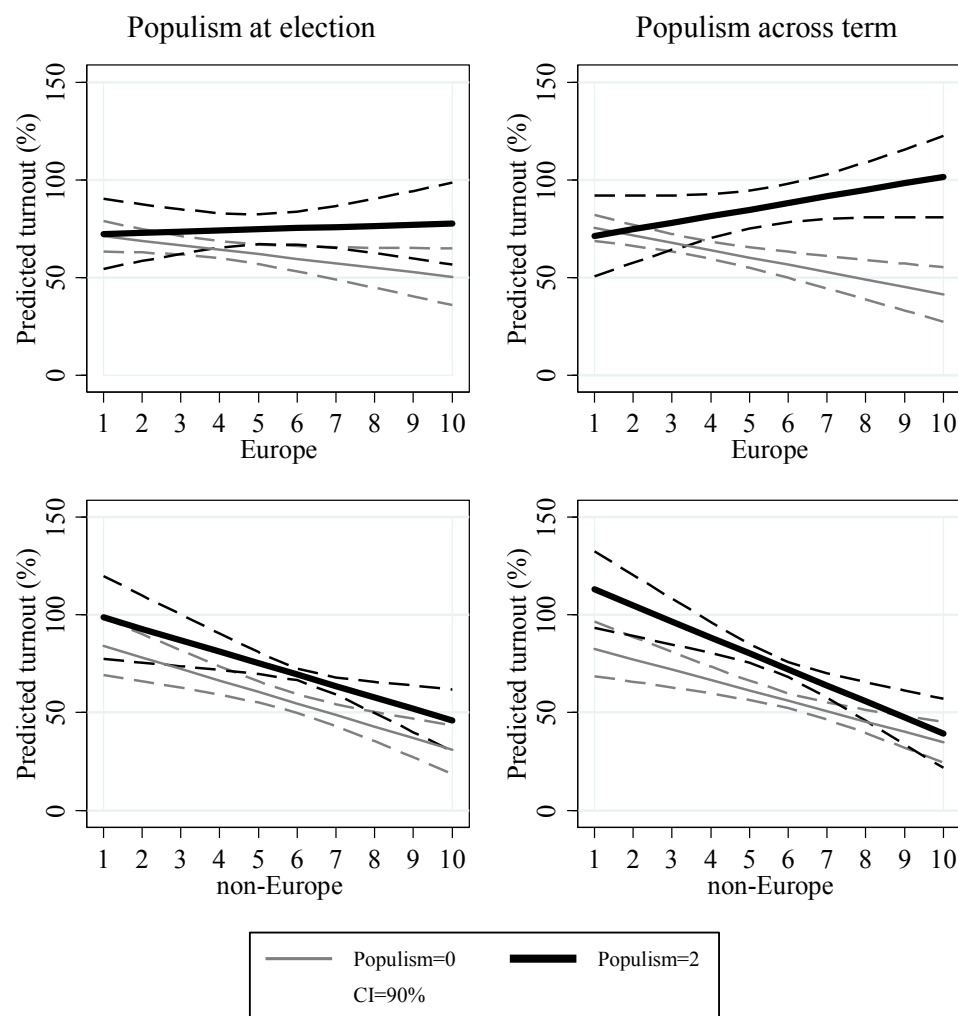 Populism at election
Populism across term
Predicted turnout (%)
0 50 100 150
1 2 3 4 5 6 7 8 9 10
Europe
Predicted turnout (%)
0 50 100 150
1 2 3 4 5 6 7 8 9 10
Europe
Predicted turnout (%)
0 50 100 150
1 2 3 4 5 6 7 8 9 10
non-Europe
Predicted turnout (%)
0 50 100 150
1 2 3 4 5 6 7 8 9 10
non-Europe
Populism=0
Populism=2
CI=90%